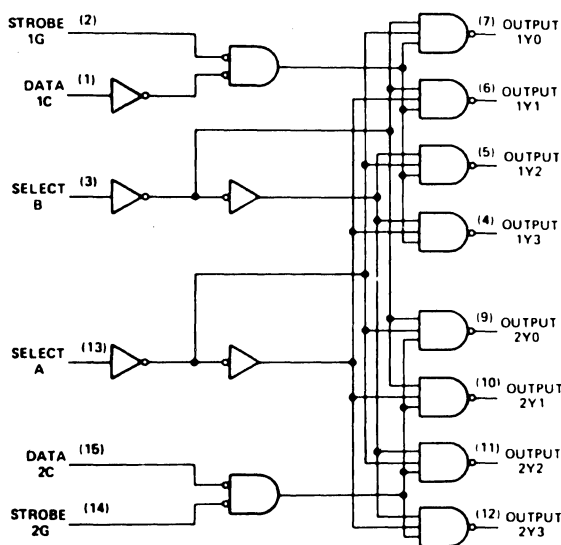 STROBE (2)
1G
DATA (1)
1C
SELECT (3)
B
SELECT (13)
A
DATA (15)
2C
STROBE (14)
2G
(7) OUTPUT
1Y0
(6) OUTPUT
1Y1
(5) OUTPUT
1Y2
(4) OUTPUT
1Y3
(9) OUTPUT
2Y0
(10) OUTPUT
2Y1
(11) OUTPUT
2Y2
(12) OUTPUT
2Y3